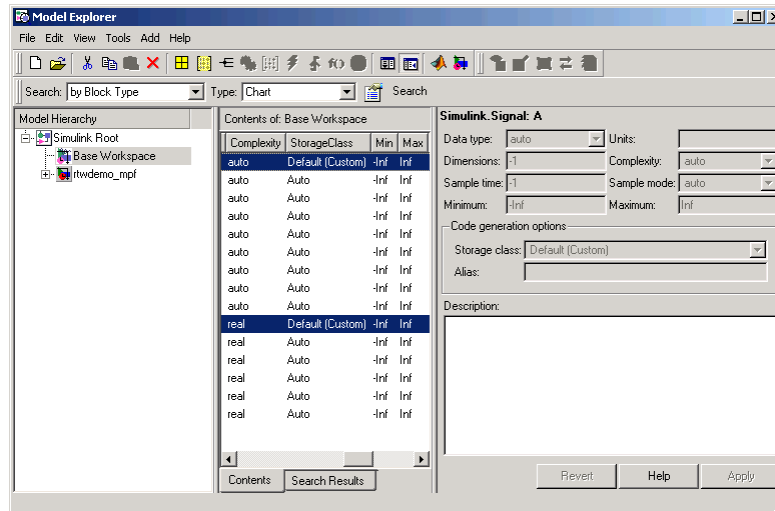 Model Explorer
File Edit View Tools Add Help
Search: by Block Type Type: Chart Search
Model Hierarchy
Simulink Root
Base Workspace
rtwdemo_mpf
Contents of: Base Workspace
Complexity StorageClass Min Max
auto Default (Custom) -Inf Inf
auto Auto -Inf Inf
auto Auto -Inf Inf
auto Auto -Inf Inf
auto Auto -Inf Inf
auto Auto -Inf Inf
auto Auto -Inf Inf
auto Auto -Inf Inf
auto Auto -Inf Inf
real Default (Custom) -Inf Inf
real Auto -Inf Inf
real Auto -Inf Inf
real Auto -Inf Inf
real Auto -Inf Inf
real Auto -Inf Inf
Contents Search Results
Simulink.Signal: A
Data type: auto Units:
Dimensions: -1 Complexity: auto
Sample time: -1 Sample mode: auto
Minimum: -Inf Maximum: Inf
Code generation options
Storage class: Default (Custom)
Alias:
Description:
Revert Help Apply